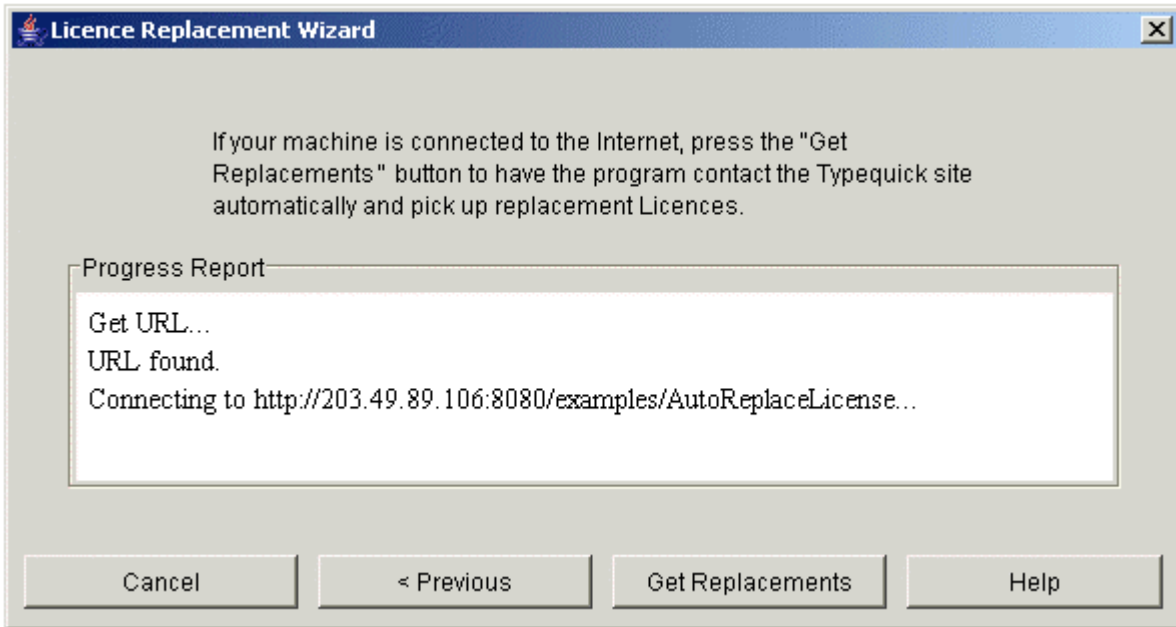 Licence Replacement Wizard
If your machine is connected to the Internet, press the "Get
Replacements" button to have the program contact the Typequick site
automatically and pick up replacement Licences.
Progress Report
Get URL...
URL found.
Connecting to http://203.49.89.106:8080/examples/AutoReplaceLicense...
Cancel
< Previous
Get Replacements
Help